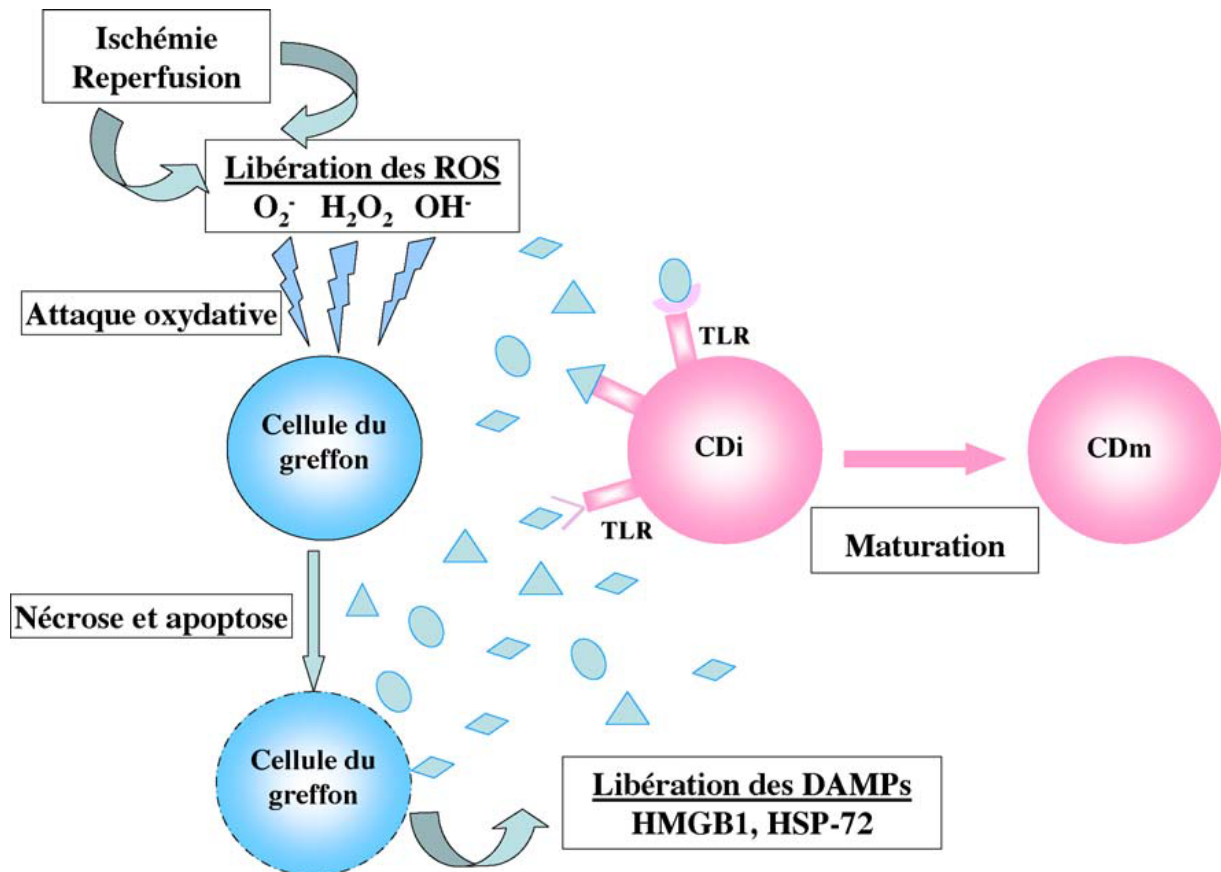 Ischémie
Reperfusion
Libération des ROS
O₂⁻ H₂O₂ OH⁻
Attaque oxydative
TLR
Cellule du
greffon
CDi
CDm
TLR
Maturation
Nécrose et apoptose
Cellule du
greffon
Libération des DAMPs
HMGB1, HSP-72